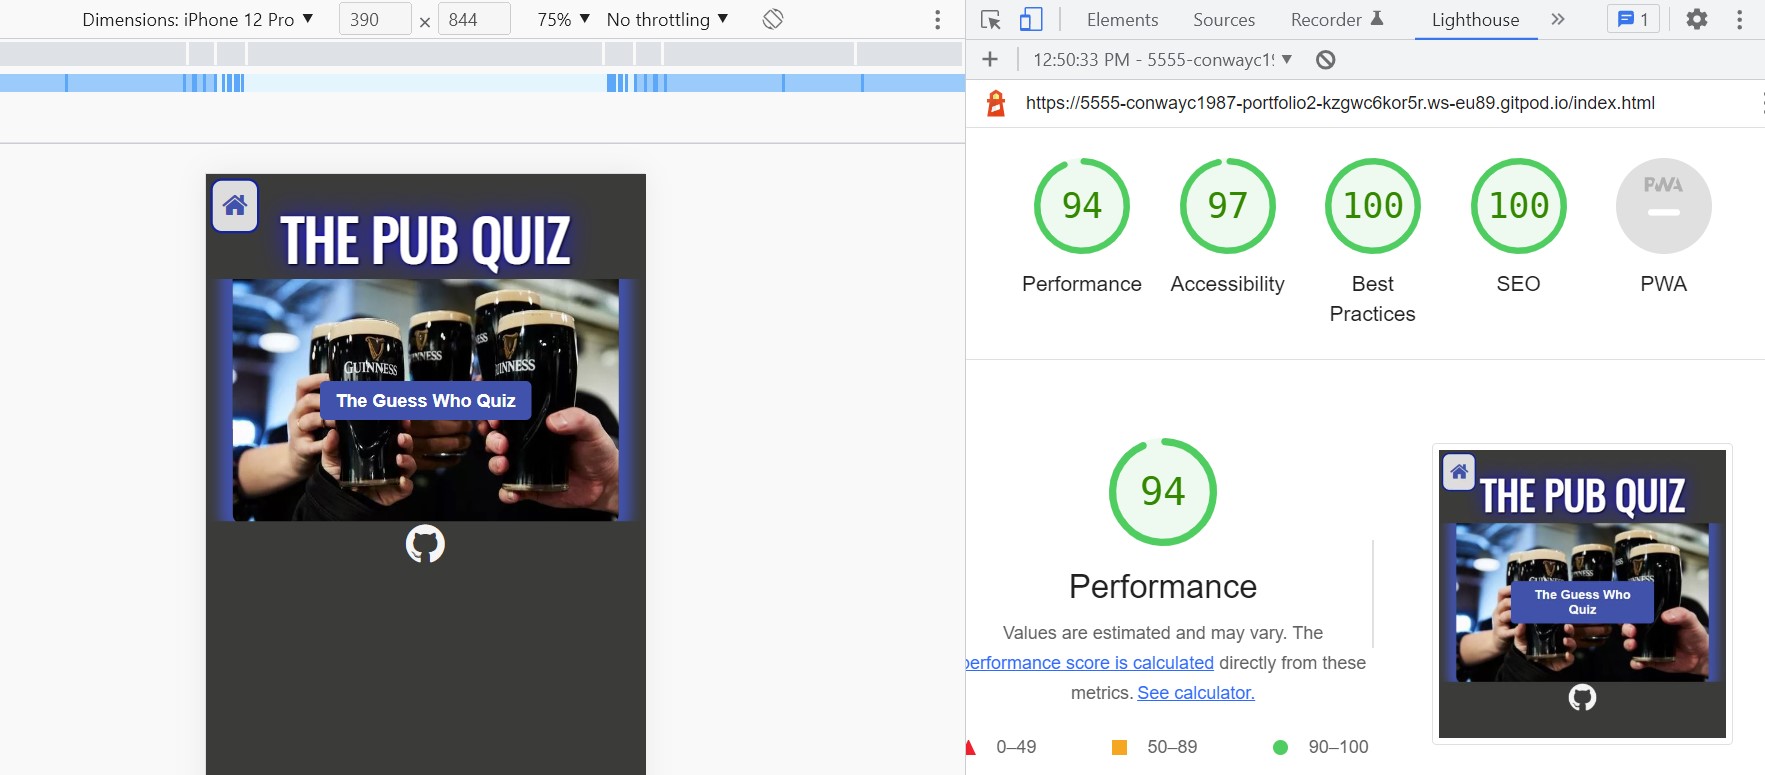 Dimensions: iPhone 12 Pro ▼ 390 × 844 75% ▼ No throttling ▼
THE PUB QUIZ
GUINNESS
The Guess Who Quiz
Elements Sources Recorder Lighthouse » 1
+ 12:50:33 PM - 5555-conwayc19 ▼
https://5555-conwayc1987-portfolio2-kzgwc6kor5r.ws-eu89.gitpod.io/index.html
94 97 100 100 PWA
Performance Accessibility Best Practices SEO PWA
94
Performance
Values are estimated and may vary. The
performance score is calculated directly from these
metrics. See calculator.
0–49 50–89 90–100
THE PUB QUIZ
The Guess Who
Quiz